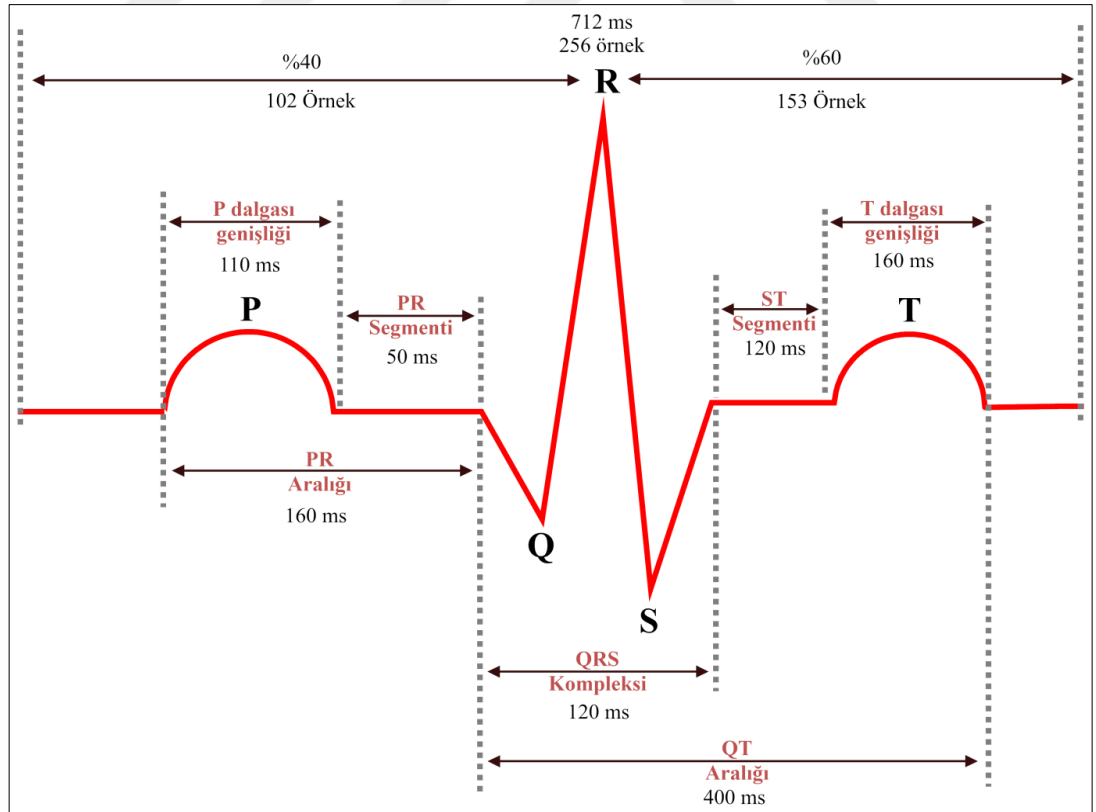 712 ms
256 örnek
%40
R
%60
102 Örnek
153 Örnek
P dalgası
genişliği
110 ms
T dalgası
genişliği
160 ms
P
PR
Segmenti
50 ms
ST
Segmenti
120 ms
T
PR
Aralığı
160 ms
Q
S
QRS
Kompleksi
120 ms
QT
Aralığı
400 ms